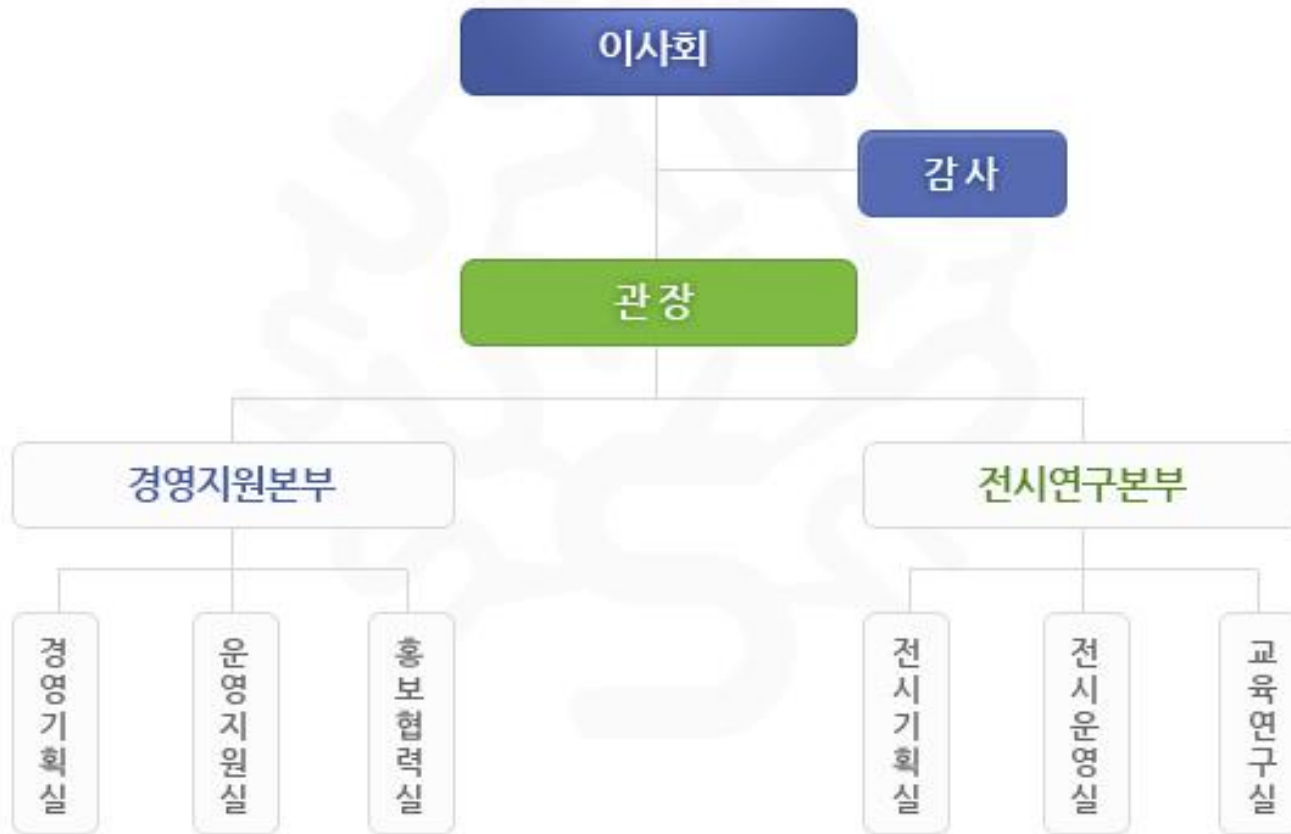 이사회
감사
관장
경영지원본부
전시연구본부
경영기획실
운영지원실
홍보협력실
전시기획실
전시운영실
교육연구실